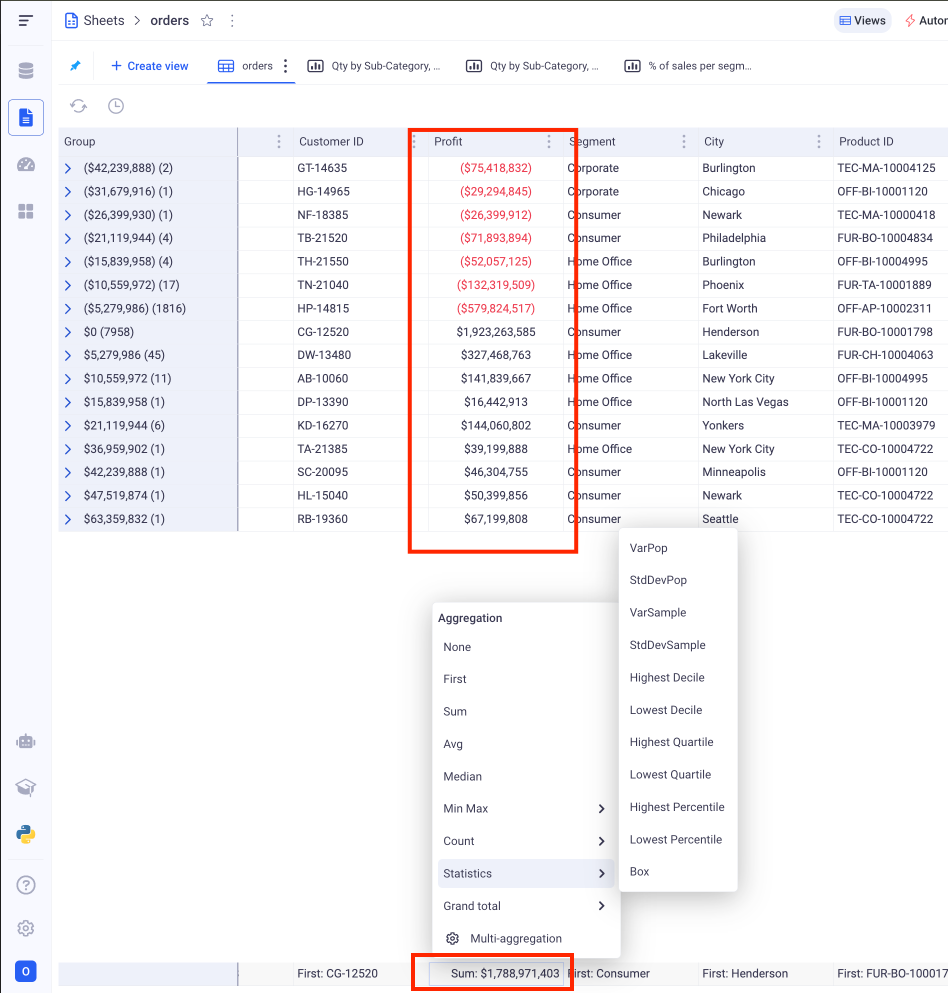 Sheets > orders
Views Autor
+ Create view orders Qty by Sub-Category, ... Qty by Sub-Category, ... % of sales per segm...
Group Customer ID Profit Segment City Product ID
($42,239,888) (2) GT-14635 ($75,418,832) Corporate Burlington TEC-MA-10004125
($31,679,916) (1) HG-14965 ($29,294,845) Corporate Chicago OFF-BI-10001120
($26,399,930) (1) NF-18385 ($26,399,912) Consumer Newark TEC-MA-10000418
($21,119,944) (4) TB-21520 ($71,893,894) Consumer Philadelphia FUR-BO-10004834
($15,839,958) (4) TH-21550 ($52,057,125) Home Office Burlington OFF-BI-10004995
($10,559,972) (17) TN-21040 ($132,319,509) Home Office Phoenix FUR-TA-10001889
($5,279,986) (1816) HP-14815 ($579,824,517) Home Office Fort Worth OFF-AP-10002311
$0 (7958) CG-12520 $1,923,263,585 Consumer Henderson FUR-BO-10001798
$5,279,986 (45) DW-13480 $327,468,763 Home Office Lakeville FUR-CH-10004063
$10,559,972 (11) AB-10060 $141,839,667 Home Office New York City OFF-BI-10004995
$15,839,958 (1) DP-13390 $16,442,913 Home Office North Las Vegas OFF-BI-10001120
$21,119,944 (6) KD-16270 $144,060,802 Consumer Yonkers TEC-MA-10003979
$36,959,902 (1) TA-21385 $39,199,888 Home Office New York City TEC-CO-10004722
$42,239,888 (1) SC-20095 $46,304,755 Consumer Minneapolis OFF-BI-10001120
$47,519,874 (1) HL-15040 $50,399,856 Consumer Newark TEC-CO-10004722
$63,359,832 (1) RB-19360 $67,199,808 Consumer Seattle TEC-CO-10004722
Aggregation
None
First
Sum
Avg
Median
Min Max
Count
Statistics
Grand total
Multi-aggregation
VarPop
StdDevPop
VarSample
StdDevSample
Highest Decile
Lowest Decile
Highest Quartile
Lowest Quartile
Highest Percentile
Lowest Percentile
Box
O
First: CG-12520 Sum: $1,788,971,403 First: Consumer First: Henderson First: FUR-BO-100017